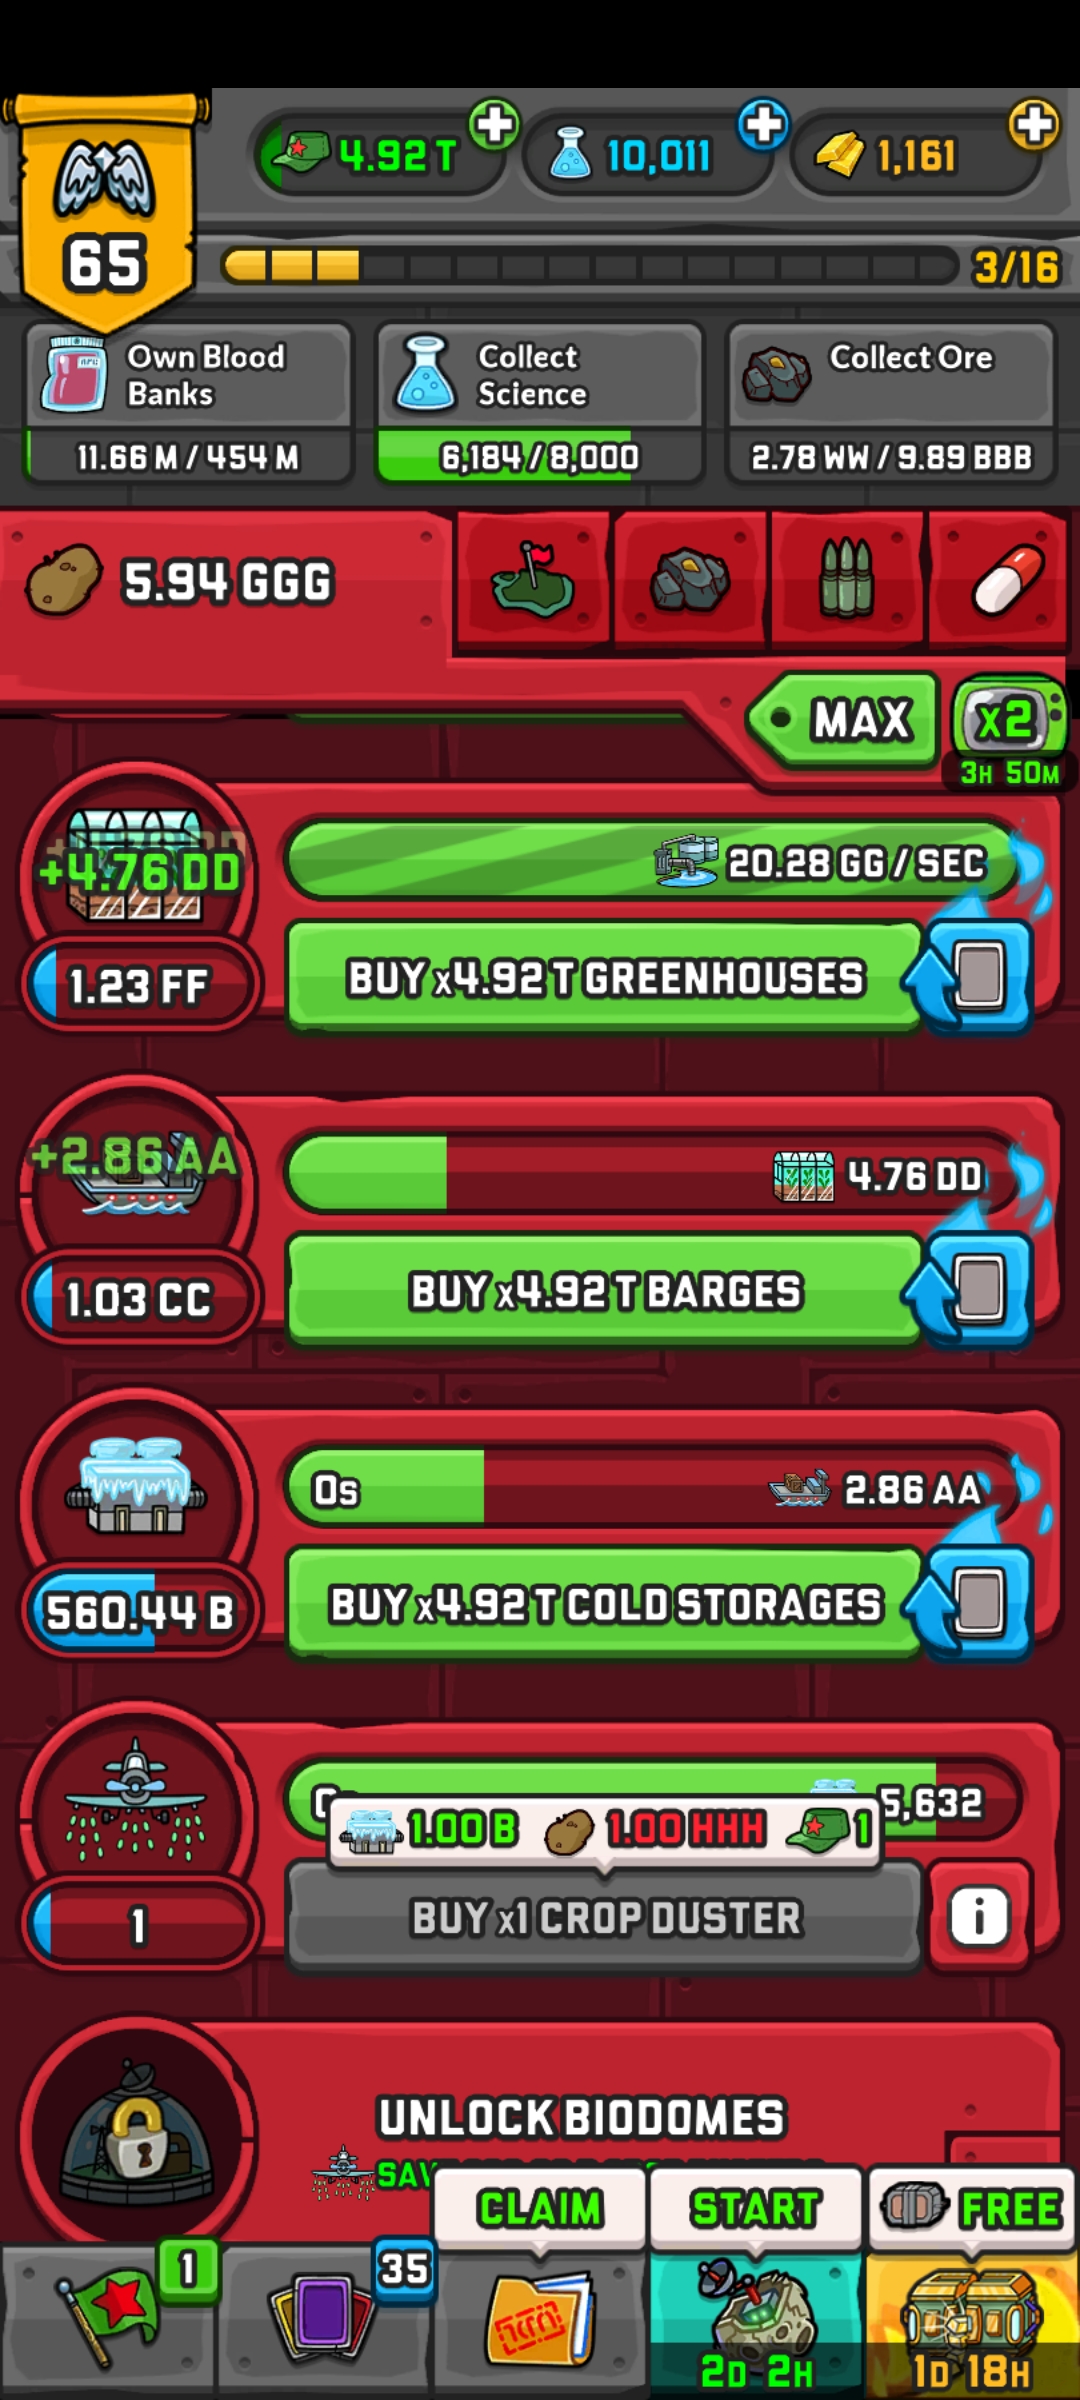 4.92 T
10,011
1,161
65
3/16
Own Blood
Banks
11.66 M / 454 M
Collect
Science
6,184 / 8,000
Collect Ore
2.78 WW / 9.89 BBB
5.94 GGG
MAX
x2
3H 50M
+4.76 DD
20.28 GG / SEC
1.23 FF
BUY x4.92 T GREENHOUSES
+2.86 AA
4.76 DD
1.03 CC
BUY x4.92 T BARGES
0s
2.86 AA
560.44 B
BUY x4.92 T COLD STORAGES
5,632
1.00 B
1.00 HHH
1
1
BUY x1 CROP DUSTER
i
UNLOCK BIODOMES
CLAIM
START
FREE
1
35
2D 2H
1D 18H